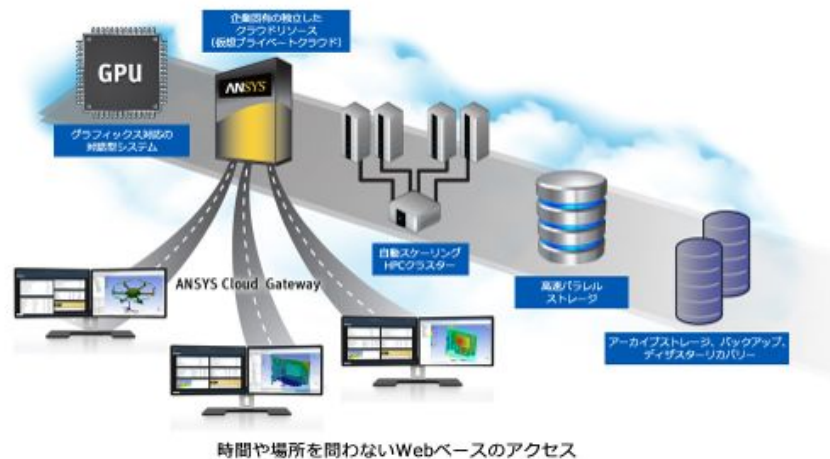 企業固有の独立した
クラウドリソース
(仮想プライベートクラウド)
GPU
ANSYS
グラフィックス対応の
対話型システム
自動スケーリング
HPCクラスター
ANSYS Cloud Gateway
高速パラレル
ストレージ
アーカイブストレージ、バックアップ、
ディザスターリカバリー
時間や場所を問わないWebベースのアクセス